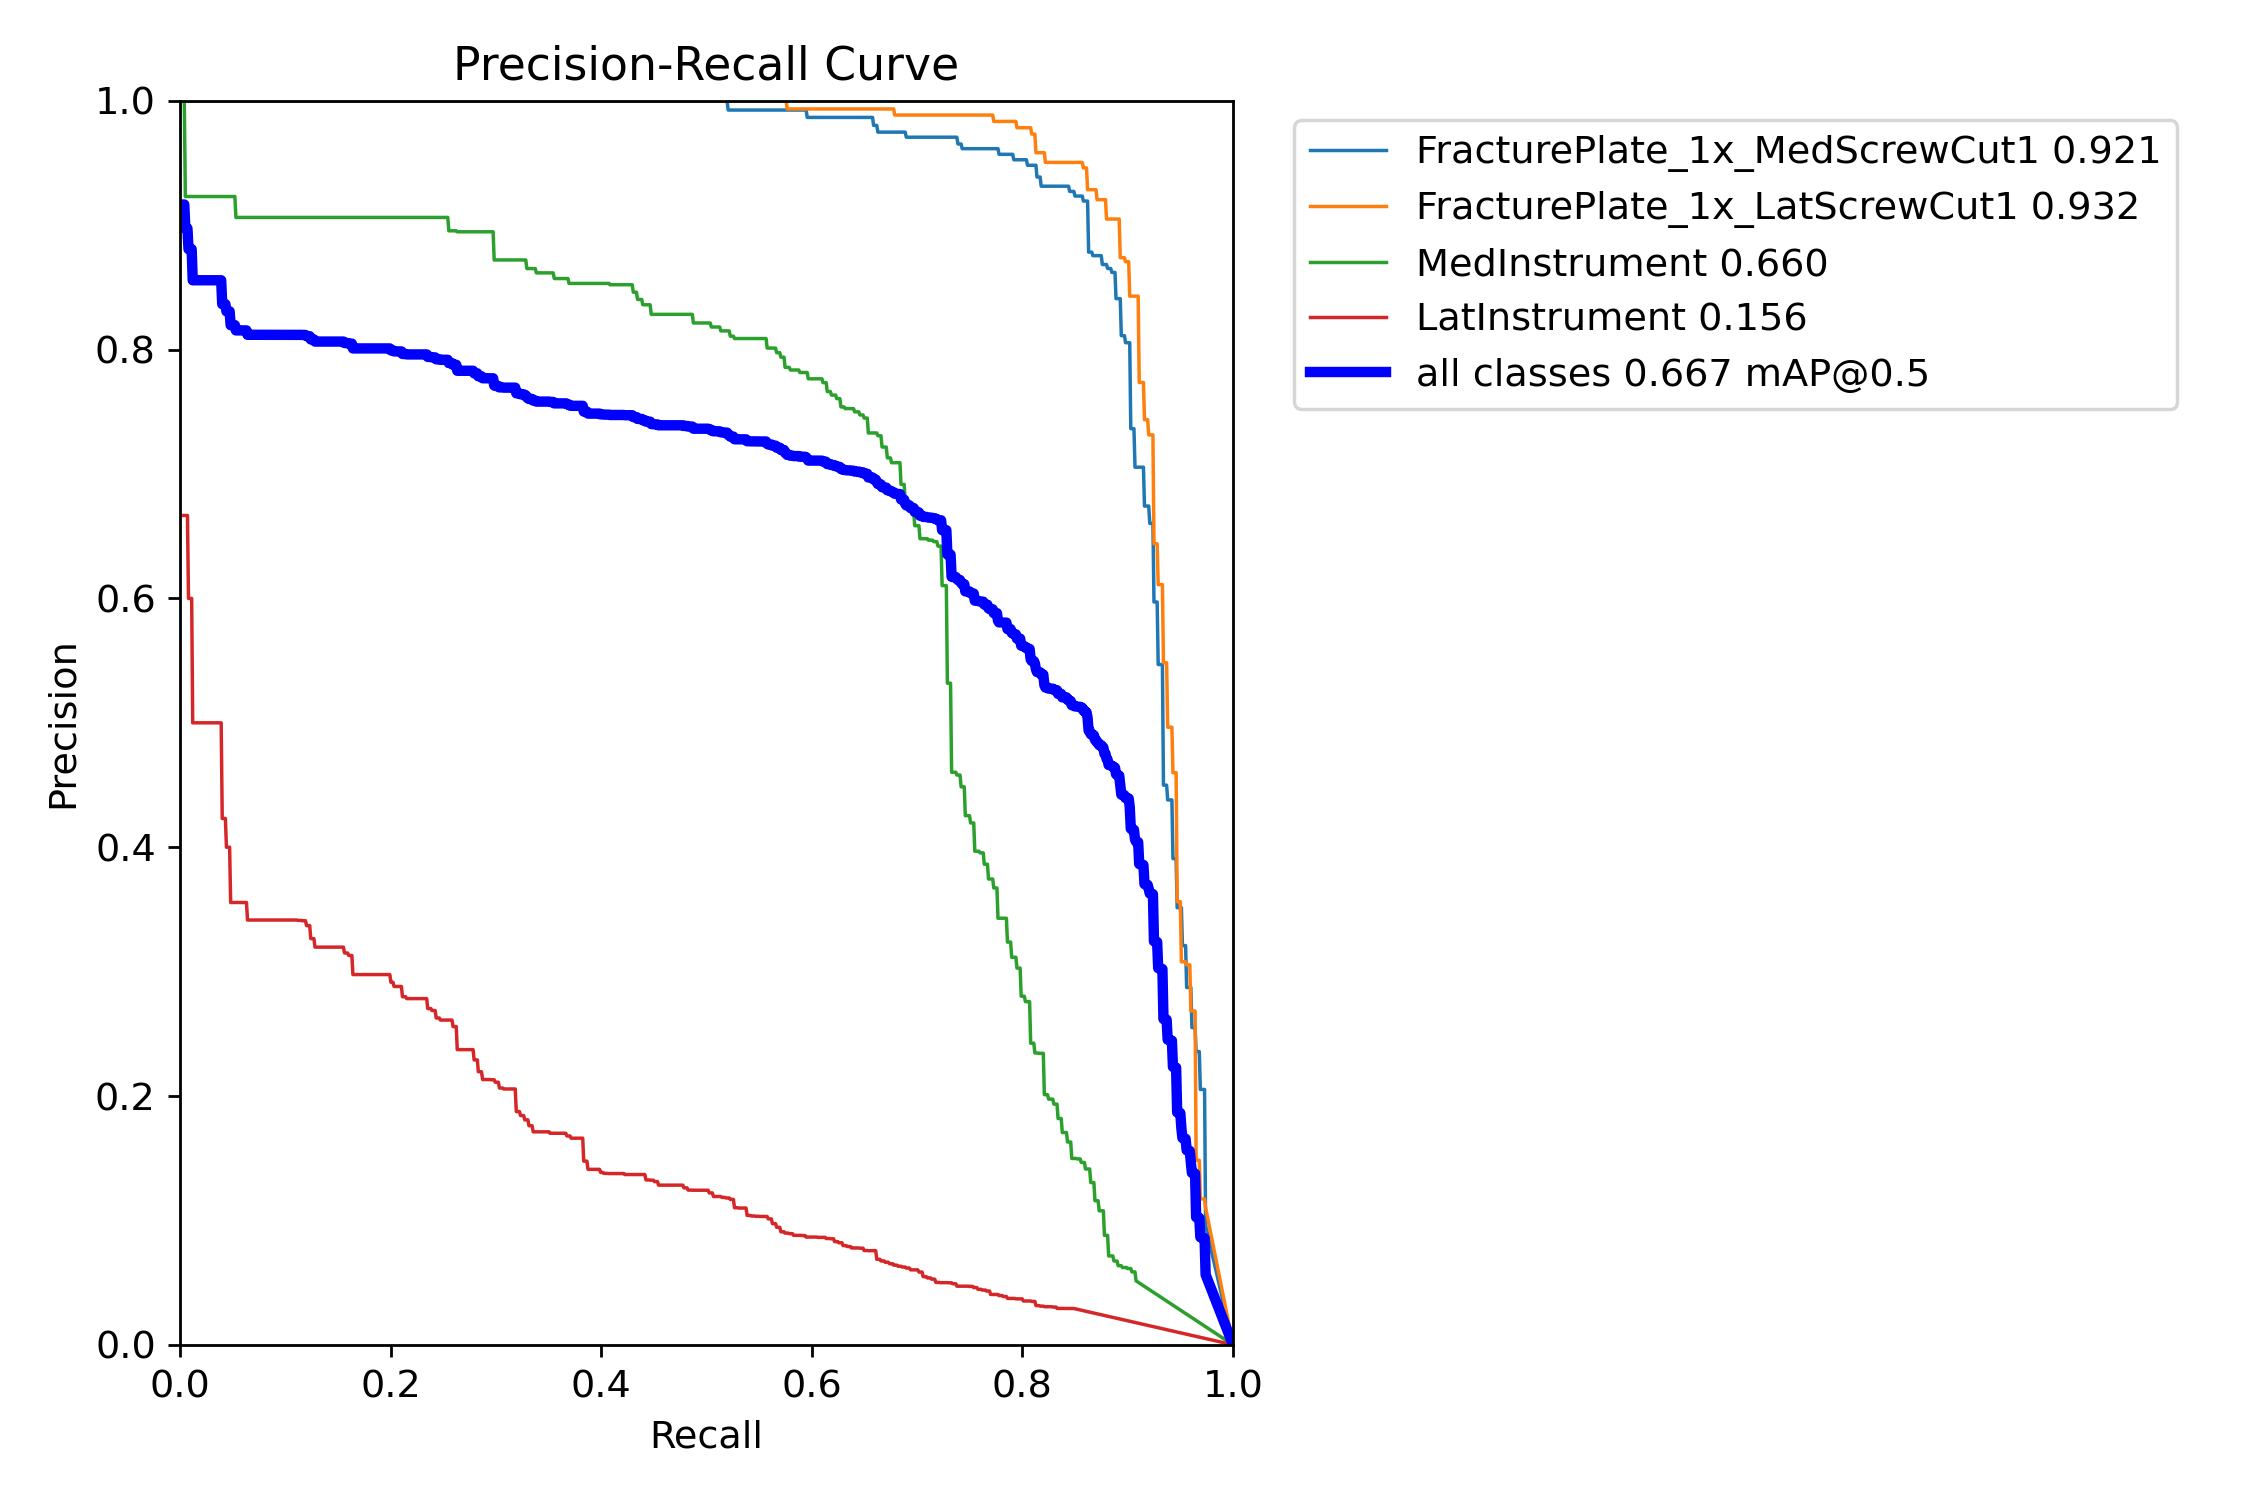 Precision-Recall Curve
1.0
0.8
0.6
0.4
0.2
0.0
Precision
0.0 0.2 0.4 0.6 0.8 1.0
Recall
FracturePlate_1x_MedScrewCut1 0.921
FracturePlate_1x_LatScrewCut1 0.932
MedInstrument 0.660
LatInstrument 0.156
all classes 0.667 mAP@0.5